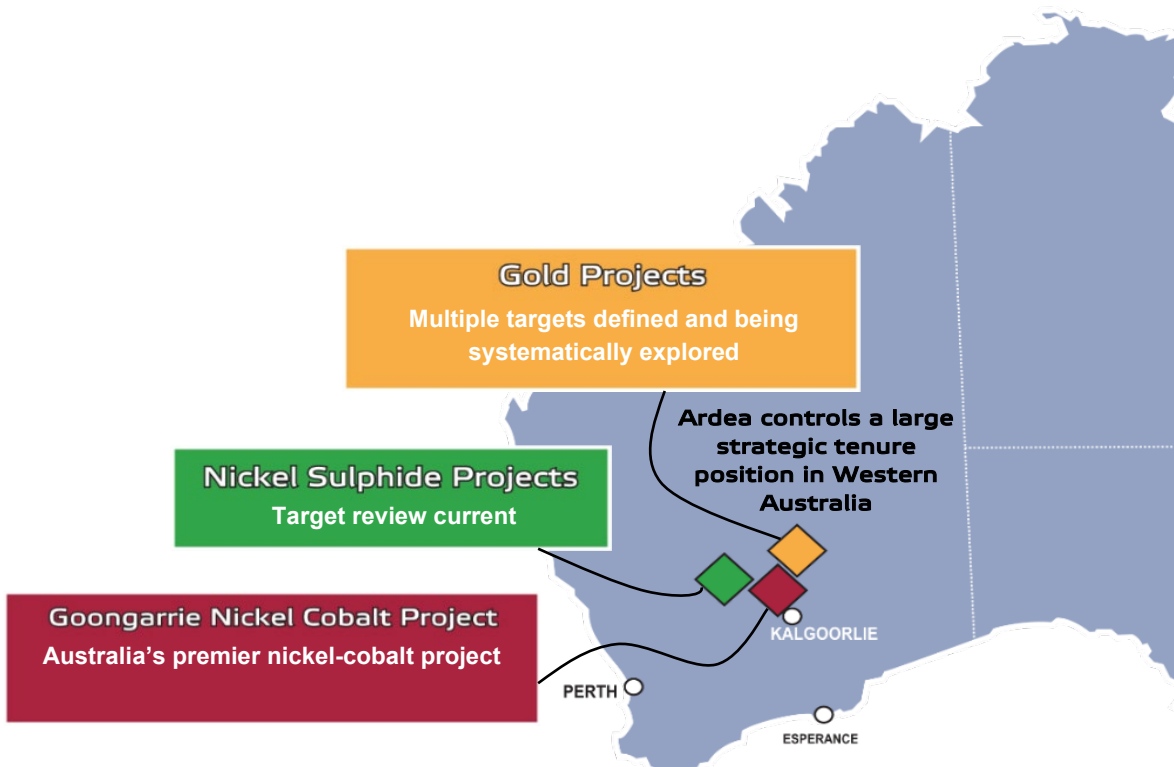 Gold Projects
Multiple targets defined and being
systematically explored
Ardea controls a large
strategic tenure
position in Western
Australia
Nickel Sulphide Projects
Target review current
Goongarrie Nickel Cobalt Project
Australia’s premier nickel-cobalt project
KALGOORLIE
PERTH
ESPERANCE